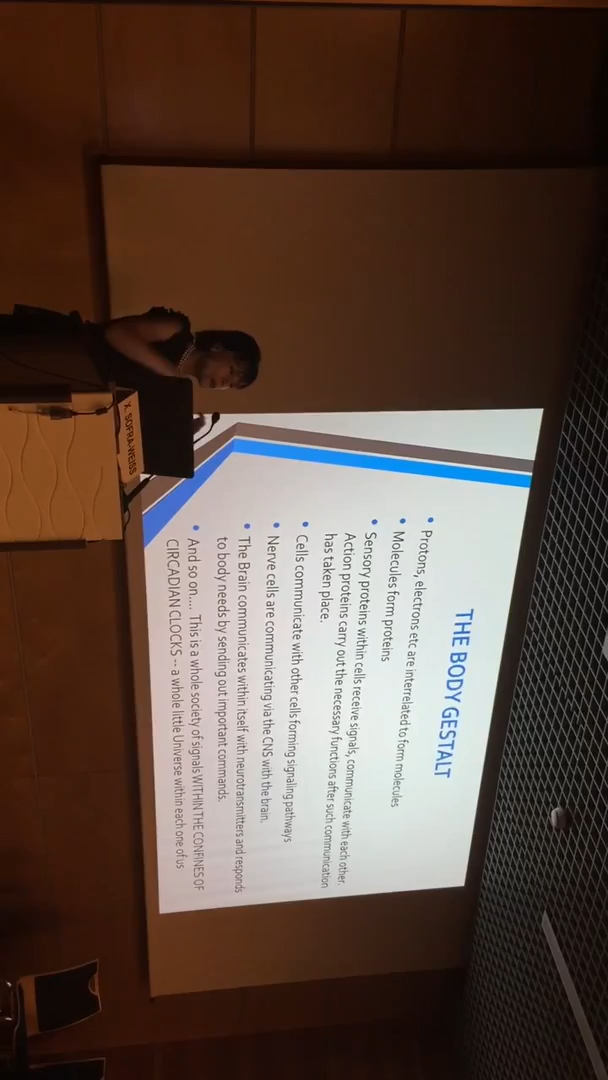 THE BODY GESTALT
• Protons, electrons etc are interrelated to form molecules
• Molecules form proteins
• Sensory proteins within cells receive signals, communicate with each other.
Action proteins carry out the necessary functions after such communication
has taken place.
• Cells communicate with other cells forming signaling pathways
• Nerve cells are communicating via the CNS with the brain.
• The Brain communicates within itself with neurotransmitters and responds
to body needs by sending out important commands.
• And so on.... This is a whole society of signals WITHIN THE CONFINES OF
CIRCADIAN CLOCKS -- a whole little Universe within each one of us
X. SOFRA-WEISS